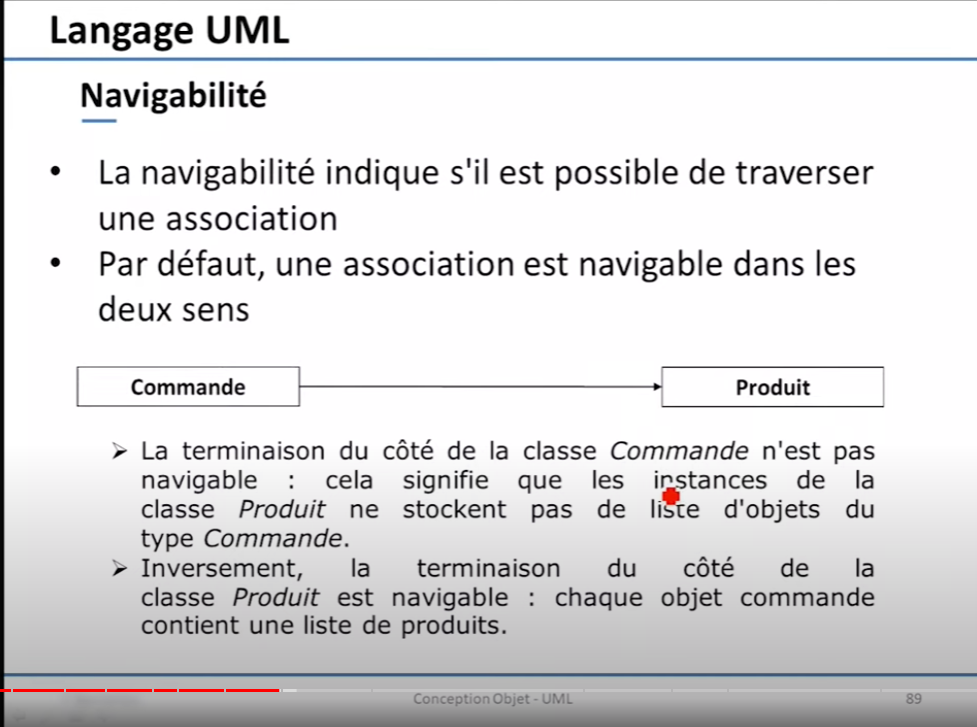 Langage UML
Navigabilité
• La navigabilité indique s'il est possible de traverser
une association
• Par défaut, une association est navigable dans les
deux sens
Commande
Produit
➢ La terminaison du côté de la classe Commande n'est pas
navigable : cela signifie que les instances de la
classe Produit ne stockent pas de liste d'objets du
type Commande.
➢ Inversement, la terminaison du côté de la
classe Produit est navigable : chaque objet commande
contient une liste de produits.
Conception Objet - UML
89